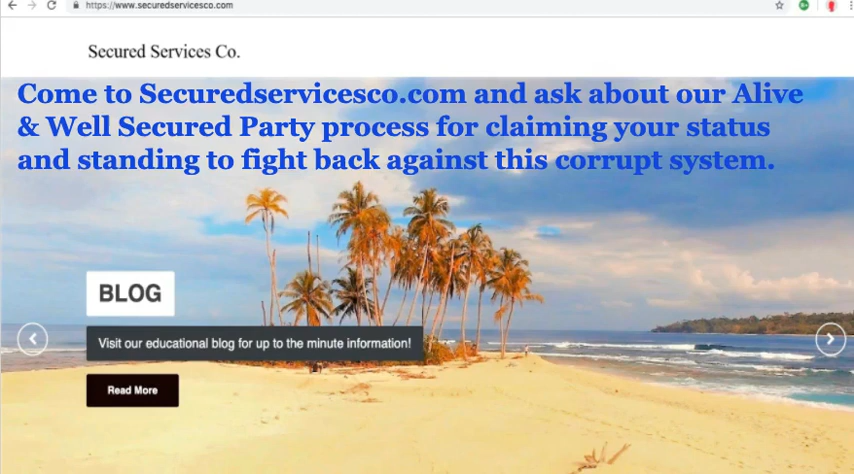 https://www.securedservicesco.com
Secured Services Co.
Come to Securedservicesco.com and ask about our Alive
& Well Secured Party process for claiming your status
and standing to fight back against this corrupt system.
BLOG
Visit our educational blog for up to the minute information!
Read More